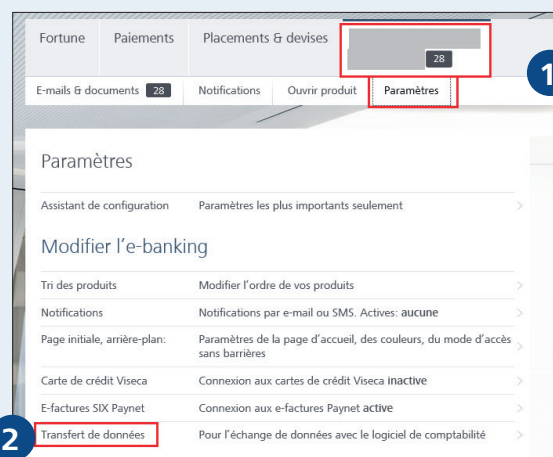 Fortune Paiements Placements & devises
28
1
E-mails & documents 28 Notifications Ouvrir produit Paramètres
Paramètres
Assistant de configuration Paramètres les plus importants seulement
Modifier l'e-banking
Tri des produits Modifier l'ordre de vos produits
Notifications Notifications par e-mail ou SMS. Actives: aucune
Page initiale, arrière-plan: Paramètres de la page d'accueil, des couleurs, du mode d'accès
sans barrières
Carte de crédit Viseca Connexion aux cartes de crédit Viseca inactive
E-factures SIX Paynet Connexion aux e-factures Paynet active
2 Transfert de données Pour l'échange de données avec le logiciel de comptabilité